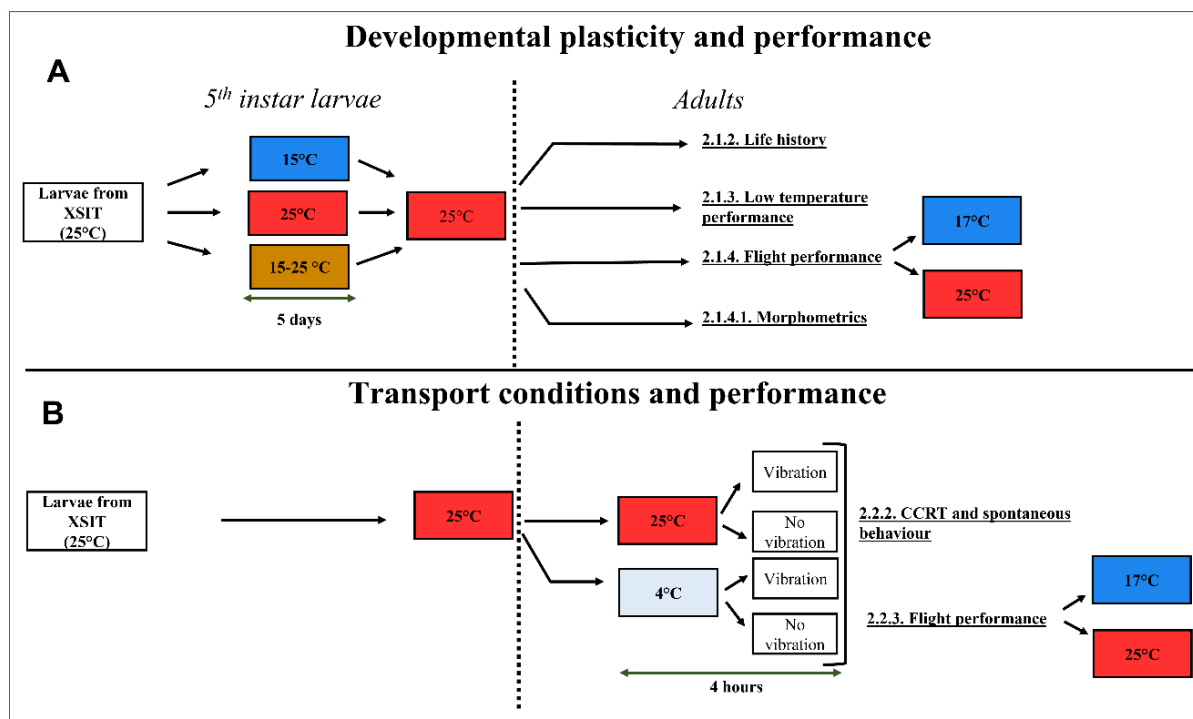 Developmental plasticity and performance
A
5th instar larvae
Adults
15°C
2.1.2. Life history
Larvae from
XSIT
(25°C)
25°C
25°C
2.1.3. Low temperature
performance
17°C
15-25 °C
2.1.4. Flight performance
25°C
5 days
2.1.4.1. Morphometrics
Transport conditions and performance
B
Larvae from
XSIT
(25°C)
25°C
25°C
Vibration
No
vibration
2.2.2. CCRT and spontaneous
behaviour
4°C
Vibration
No
vibration
17°C
2.2.3. Flight performance
25°C
4 hours